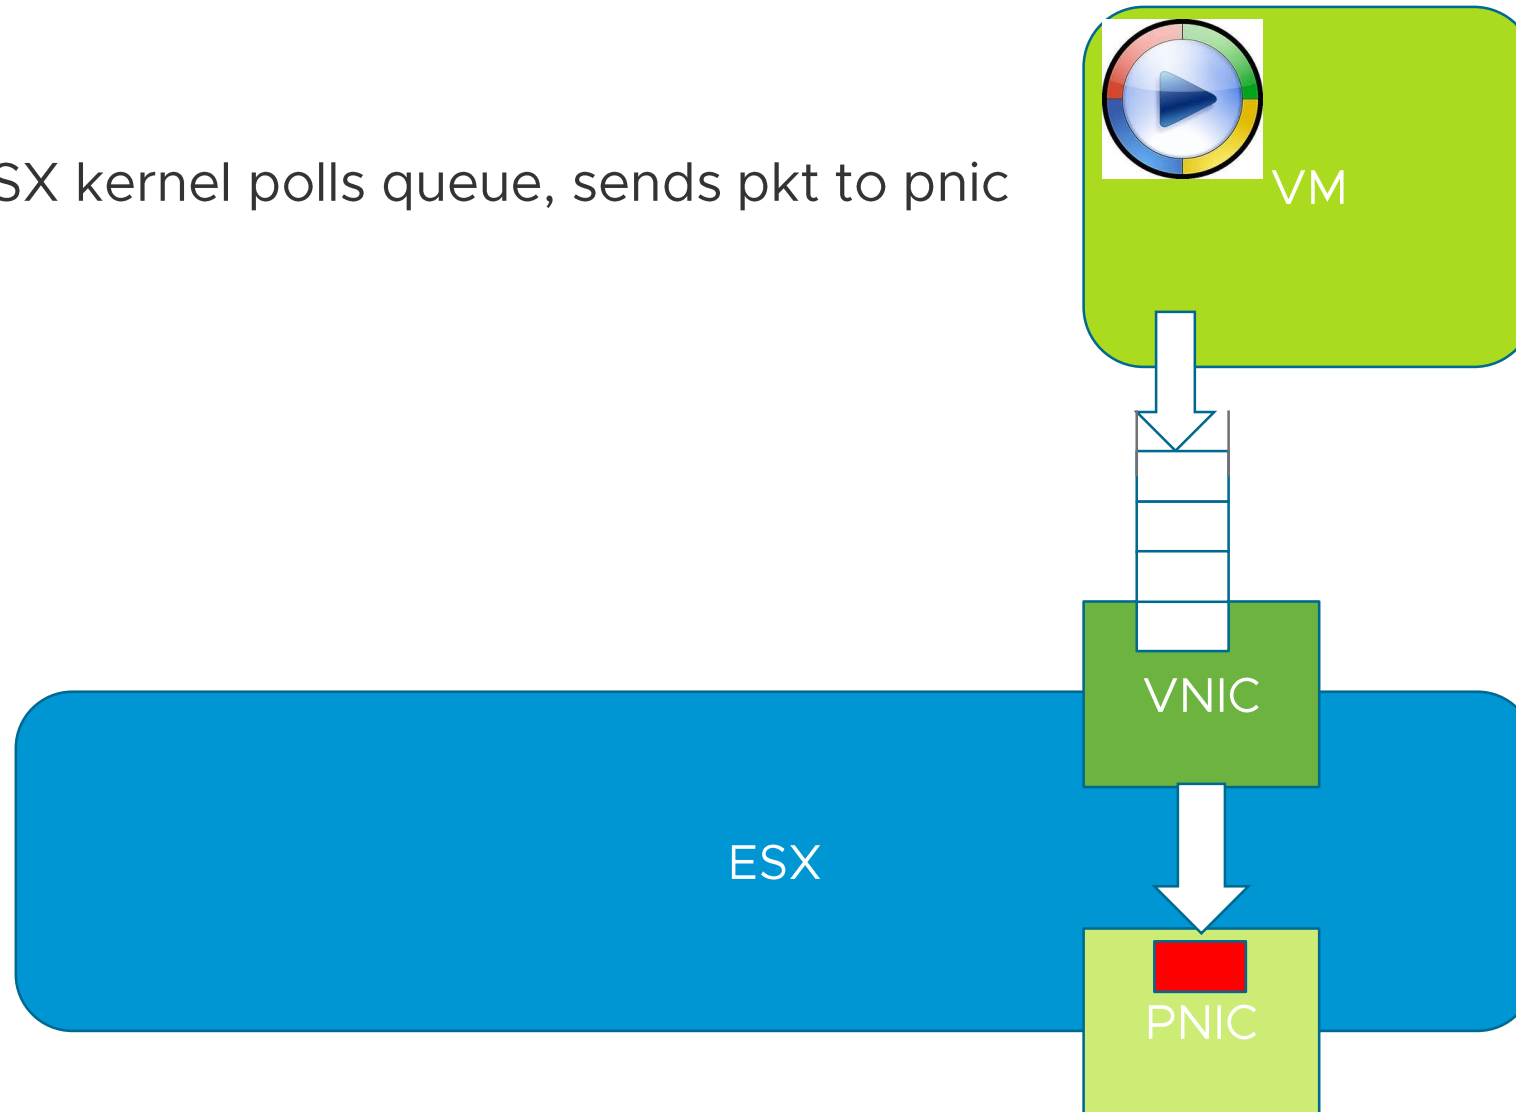 SX kernel polls queue, sends pkt to pnic
VM
VNIC
ESX
PNIC